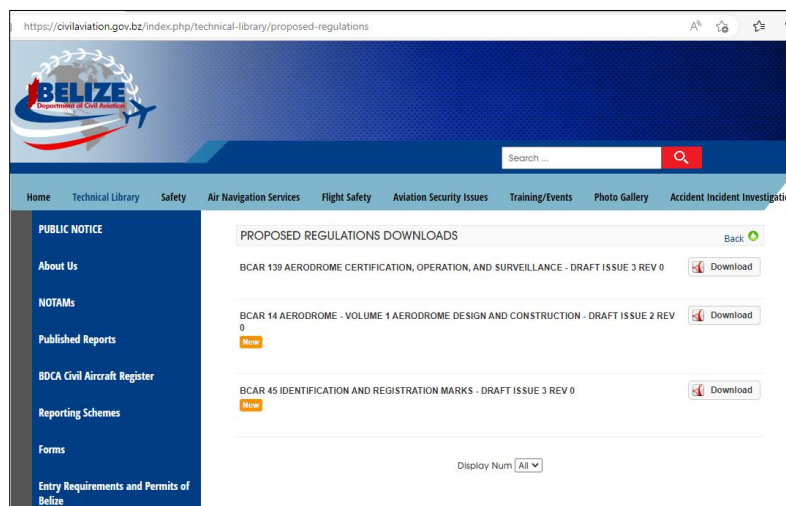 https://civilaviation.gov.bz/index.php/technical-library/proposed-regulations
BELIZE
Department of Civil Aviation
Search ...
Home Technical Library Safety Air Navigation Services Flight Safety Aviation Security Issues Training/Events Photo Gallery Accident Incident Investigati
PUBLIC NOTICE
About Us
NOTAMs
Published Reports
BDCA Civil Aircraft Register
Reporting Schemes
Forms
Entry Requirements and Permits of
Belize
PROPOSED REGULATIONS DOWNLOADS Back
BCAR 139 AERODROME CERTIFICATION, OPERATION, AND SURVEILLANCE - DRAFT ISSUE 3 REV 0 Download
BCAR 14 AERODROME - VOLUME 1 AERODROME DESIGN AND CONSTRUCTION - DRAFT ISSUE 2 REV Download
0
New
BCAR 45 IDENTIFICATION AND REGISTRATION MARKS - DRAFT ISSUE 3 REV 0 Download
New
Display Num All